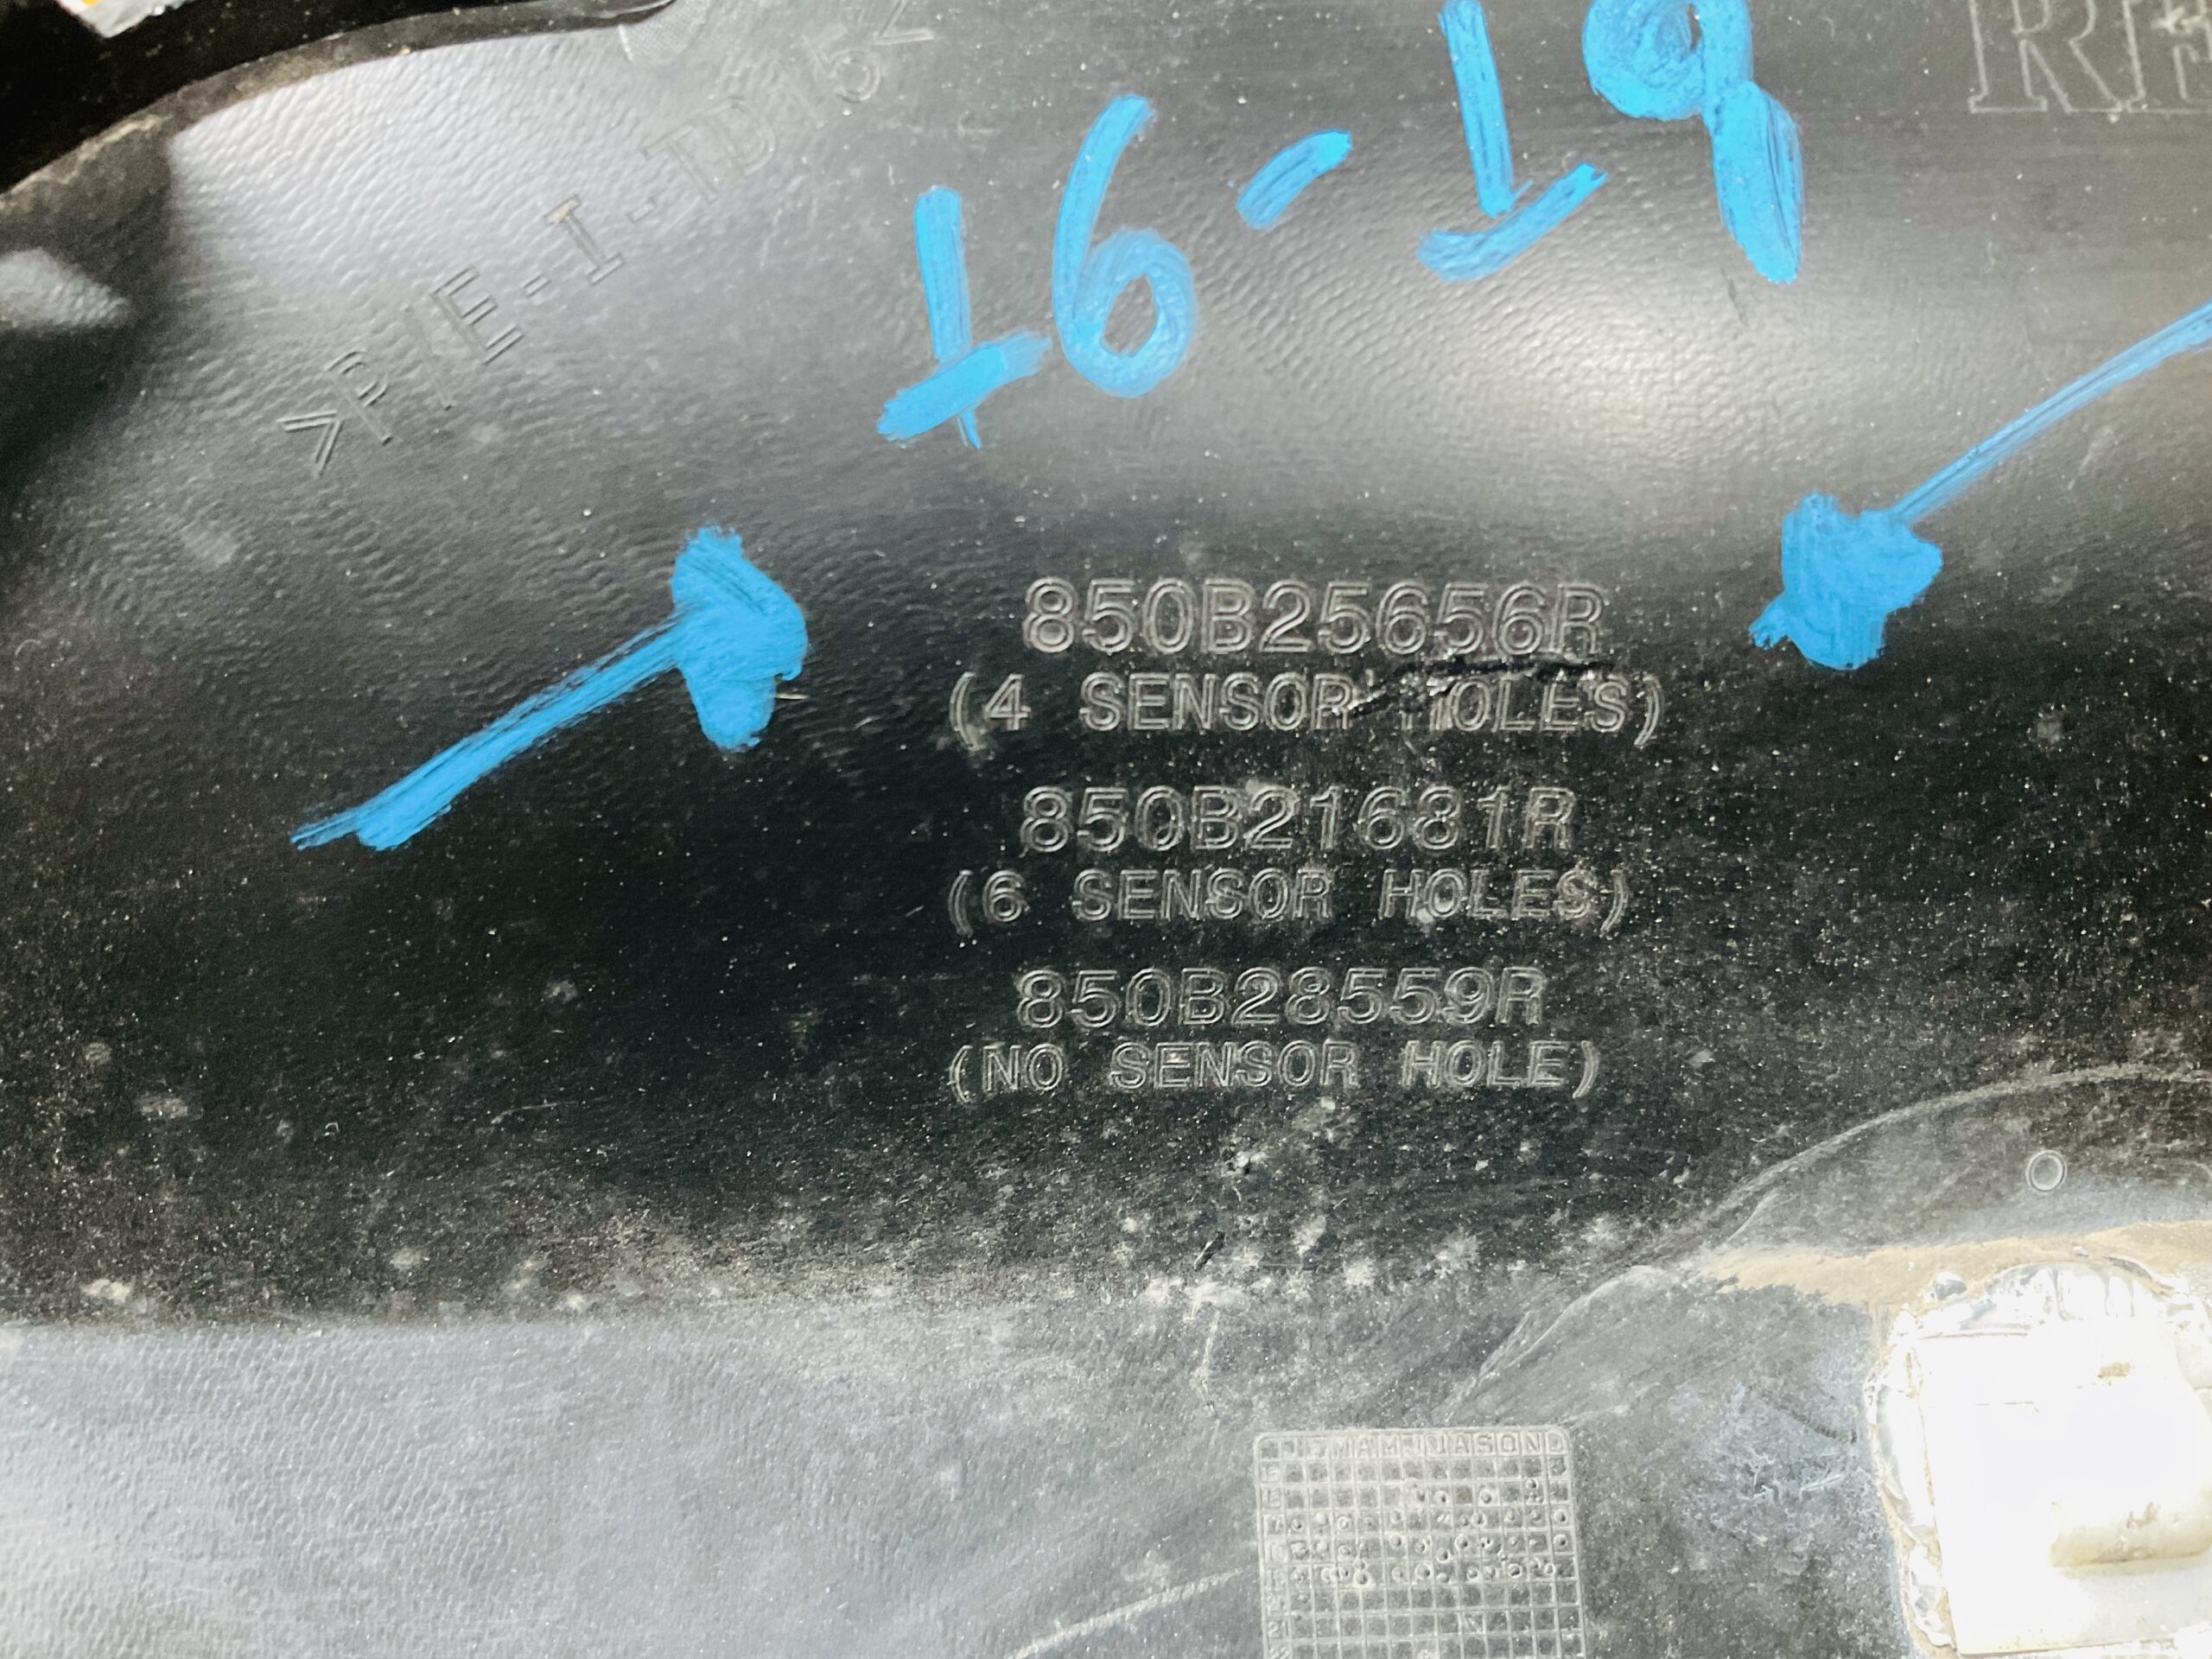 16-19
>P/E-I-TD15<
850B25656R
(4 SENSOR HOLES)
850B21681R
(6 SENSOR HOLES)
850B28559R
(NO SENSOR HOLE)